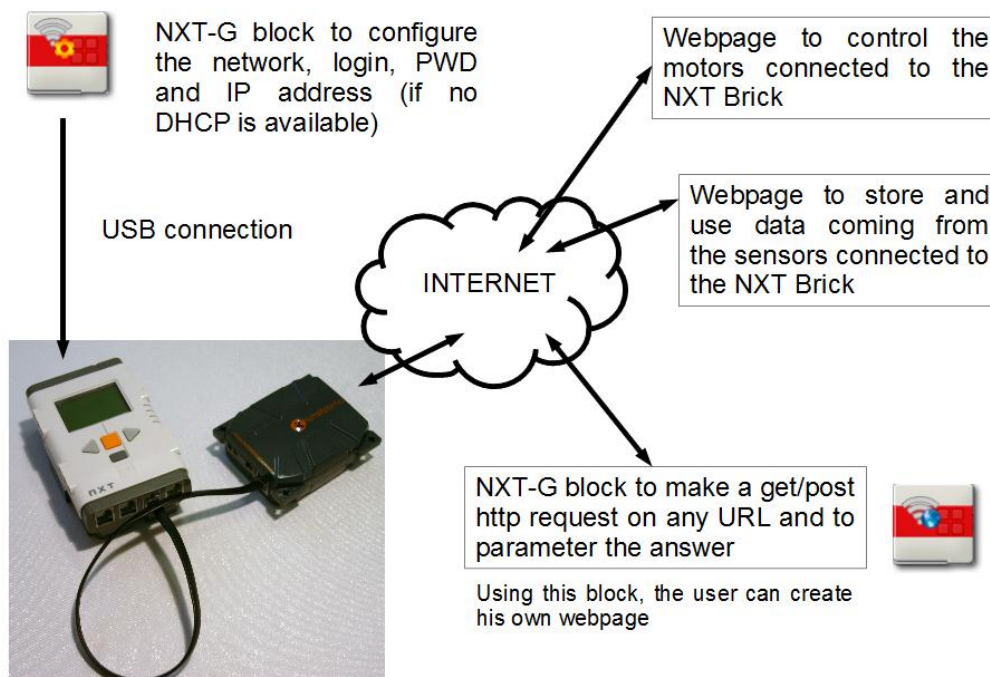 NXT-G block to configure
the network, login, PWD
and IP address (if no
DHCP is available)
Webpage to control the
motors connected to the
NXT Brick
USB connection
Webpage to store and
use data coming from
the sensors connected to
the NXT Brick
INTERNET
NXT
NXT-G block to make a get/post
http request on any URL and to
parameter the answer
Using this block, the user can create
his own webpage